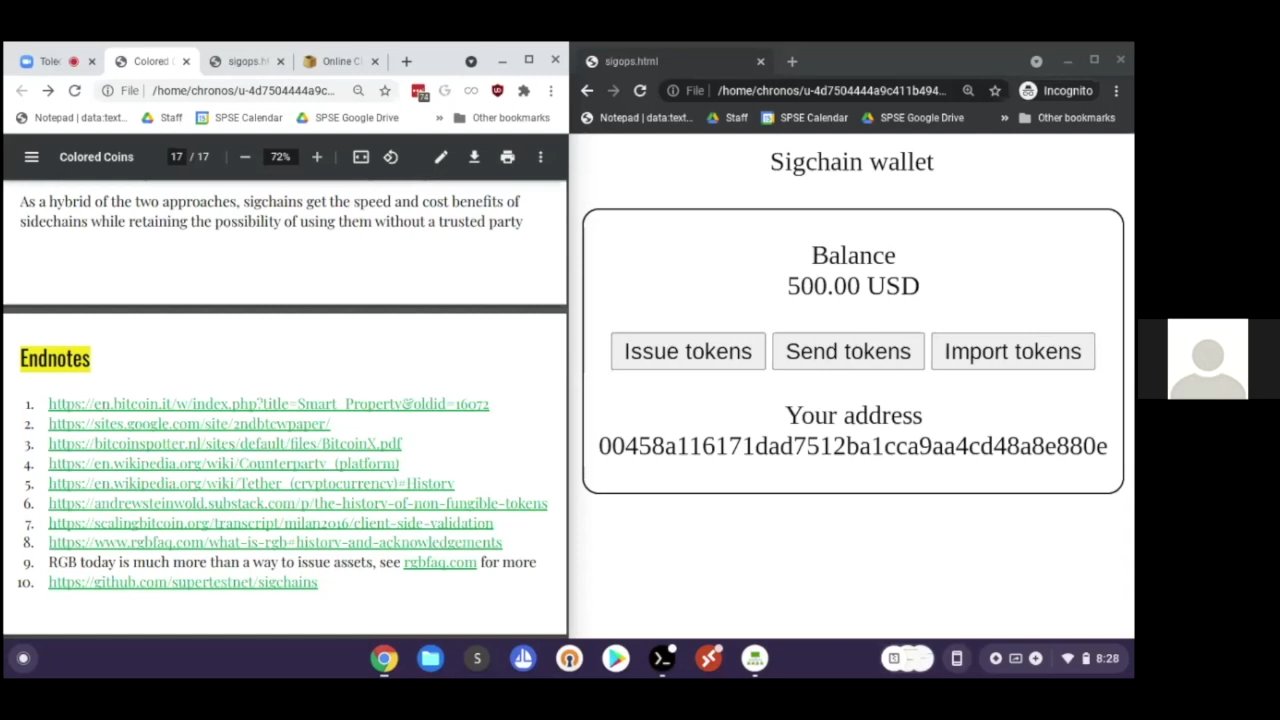 Tole
Colored
sigops.h
Online C
File
/home/chronos/u-4d7504444a9c...
74
Notepad | data:text...
Staff
SPSE Calendar
SPSE Google Drive
»
Other bookmarks
Colored Coins
17 / 17
72%
As a hybrid of the two approaches, sigchains get the speed and cost benefits of
sidechains while retaining the possibility of using them without a trusted party
Endnotes
1. https://en.bitcoin.it/w/index.php?title=Smart_Property&oldid=16072
2. https://sites.google.com/site/2ndbtcwpaper/
3. https://bitcoinspotter.nl/sites/default/files/BitcoinX.pdf
4. https://en.wikipedia.org/wiki/Counterparty_(platform)
5. https://en.wikipedia.org/wiki/Tether_(cryptocurrency)#History
6. https://andrewsteinwold.substack.com/p/the-history-of-non-fungible-tokens
7. https://scalingbitcoin.org/transcript/milan2016/client-side-validation
8. https://www.rgbfaq.com/what-is-rgb#history-and-acknowledgements
9. RGB today is much more than a way to issue assets, see rgbfaq.com for more
10. https://github.com/supertestnet/sigchains
sigops.html
File
/home/chronos/u-4d7504444a9c411b494...
Incognito
Notepad | data:text...
Staff
SPSE Calendar
SPSE Google Drive
»
Other bookmarks
Sigchain wallet
Balance
500.00 USD
Issue tokens
Send tokens
Import tokens
Your address
00458a116171dad7512ba1cca9aa4cd48a8e880e
S
8:28